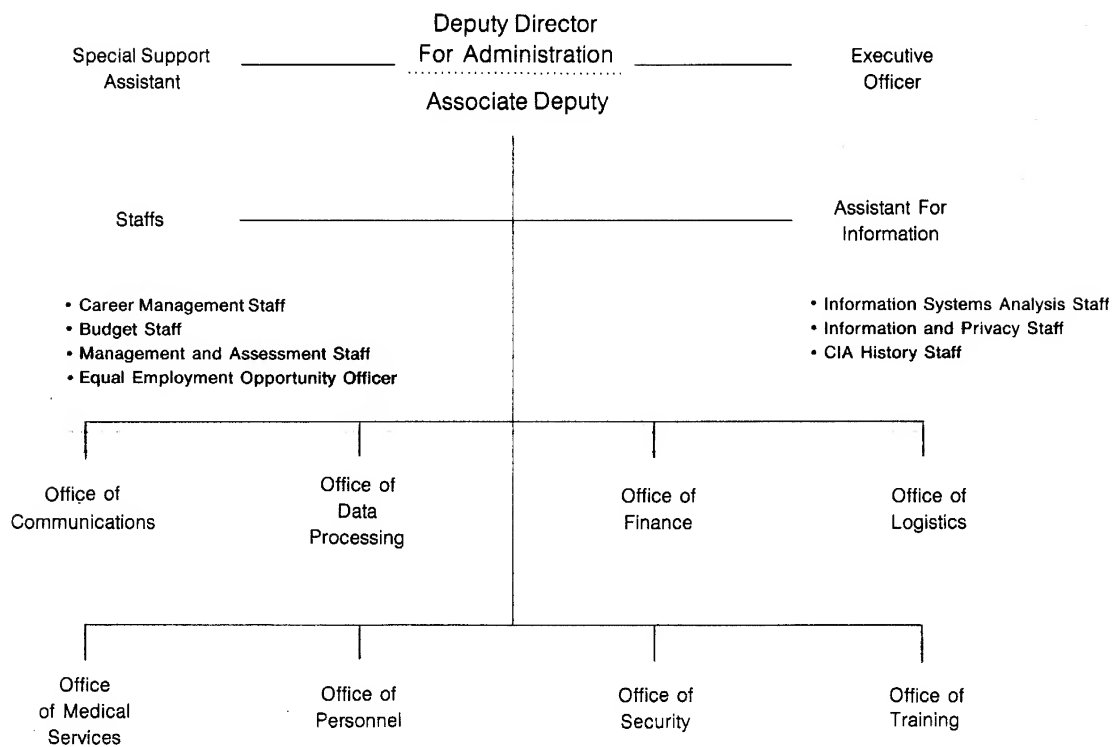 Deputy Director
For Administration
Associate Deputy
Special Support
Assistant
Executive
Officer
Staffs
Assistant For
Information
• Career Management Staff
• Budget Staff
• Management and Assessment Staff
• Equal Employment Opportunity Officer
• Information Systems Analysis Staff
• Information and Privacy Staff
• CIA History Staff
Office of
Communications
Office of
Data
Processing
Office of
Finance
Office of
Logistics
Office
of Medical
Services
Office of
Personnel
Office of
Security
Office of
Training